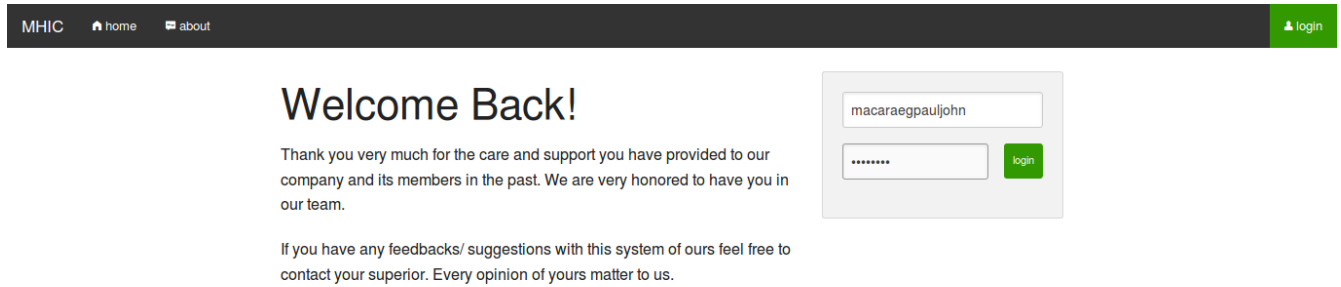 MHIC home about login
Welcome Back!
Thank you very much for the care and support you have provided to our
company and its members in the past. We are very honored to have you in
our team.
If you have any feedbacks/ suggestions with this system of ours feel free to
contact your superior. Every opinion of yours matter to us.
macaraegpauljohn
•••••••• login